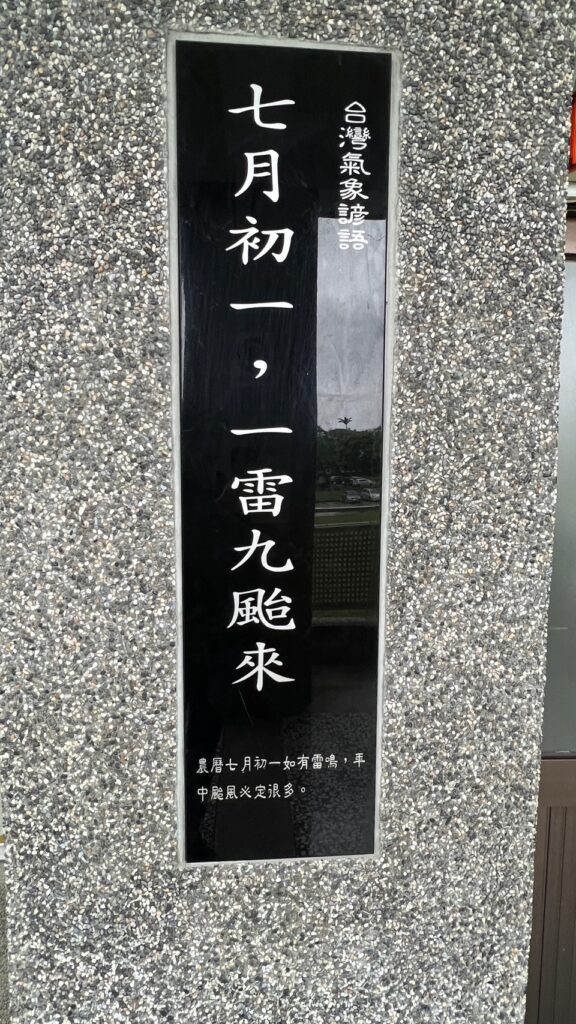 台灣氣象諺語
七月初一，一雷九颱來
農曆七月初一如有雷鳴，年
中颱風必定很多。